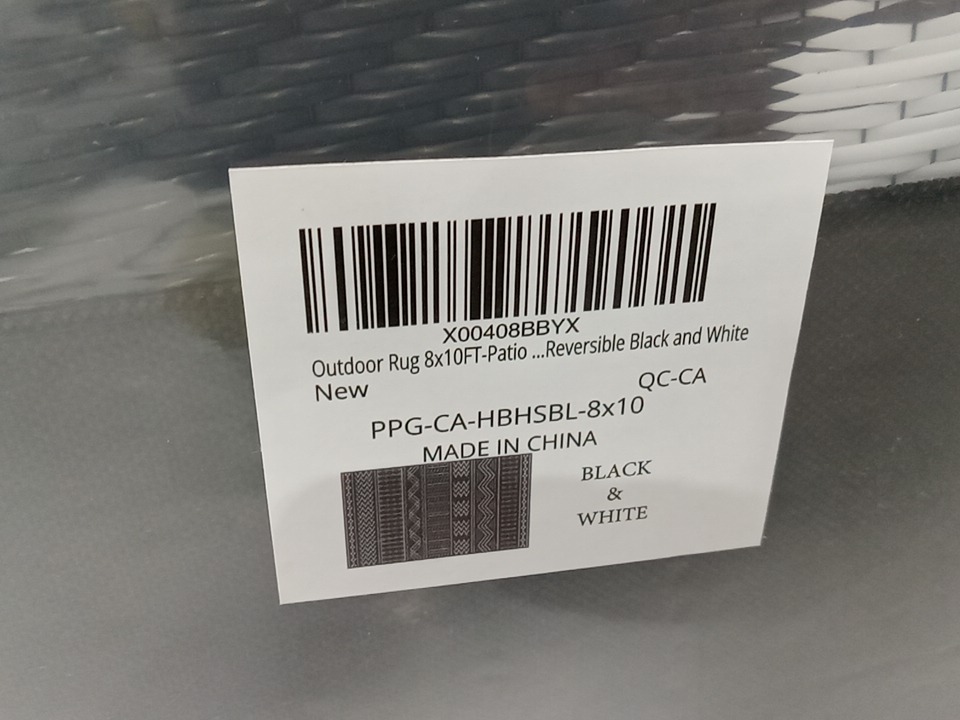 X00408BBYX
Outdoor Rug 8x10FT-Patio ...Reversible Black and White
New QC-CA
PPG-CA-HBHSBL-8x10
MADE IN CHINA
BLACK
&
WHITE